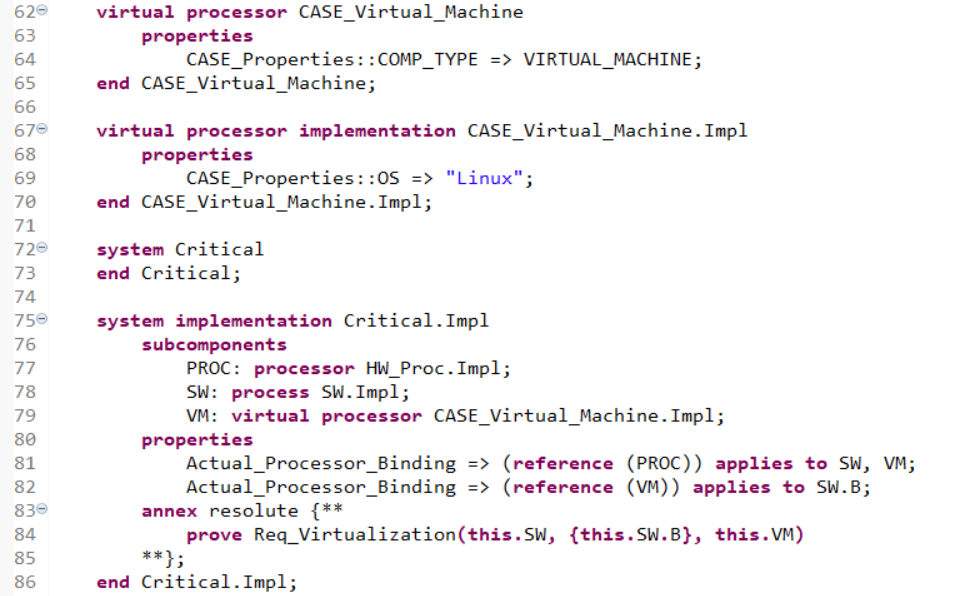 62 virtual processor CASE_Virtual_Machine
63 properties
64 CASE_Properties::COMP_TYPE => VIRTUAL_MACHINE;
65 end CASE_Virtual_Machine;
66
67 virtual processor implementation CASE_Virtual_Machine.Impl
68 properties
69 CASE_Properties::OS => "Linux";
70 end CASE_Virtual_Machine.Impl;
71
72 system Critical
73 end Critical;
74
75 system implementation Critical.Impl
76 subcomponents
77 PROC: processor HW_Proc.Impl;
78 SW: process SW.Impl;
79 VM: virtual processor CASE_Virtual_Machine.Impl;
80 properties
81 Actual_Processor_Binding => (reference (PROC)) applies to SW, VM;
82 Actual_Processor_Binding => (reference (VM)) applies to SW.B;
83 annex resolute {**
84 prove Req_Virtualization(this.SW, {this.SW.B}, this.VM)
85 **};
86 end Critical.Impl;